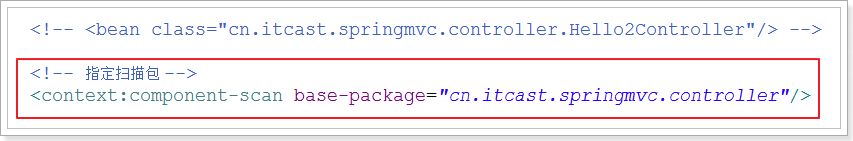 <!-- <bean class="cn.itcast.springmvc.controller.Hello2Controller"/> -->
<!-- 指定扫描包 -->
<context:component-scan base-package="cn.itcast.springmvc.controller"/>